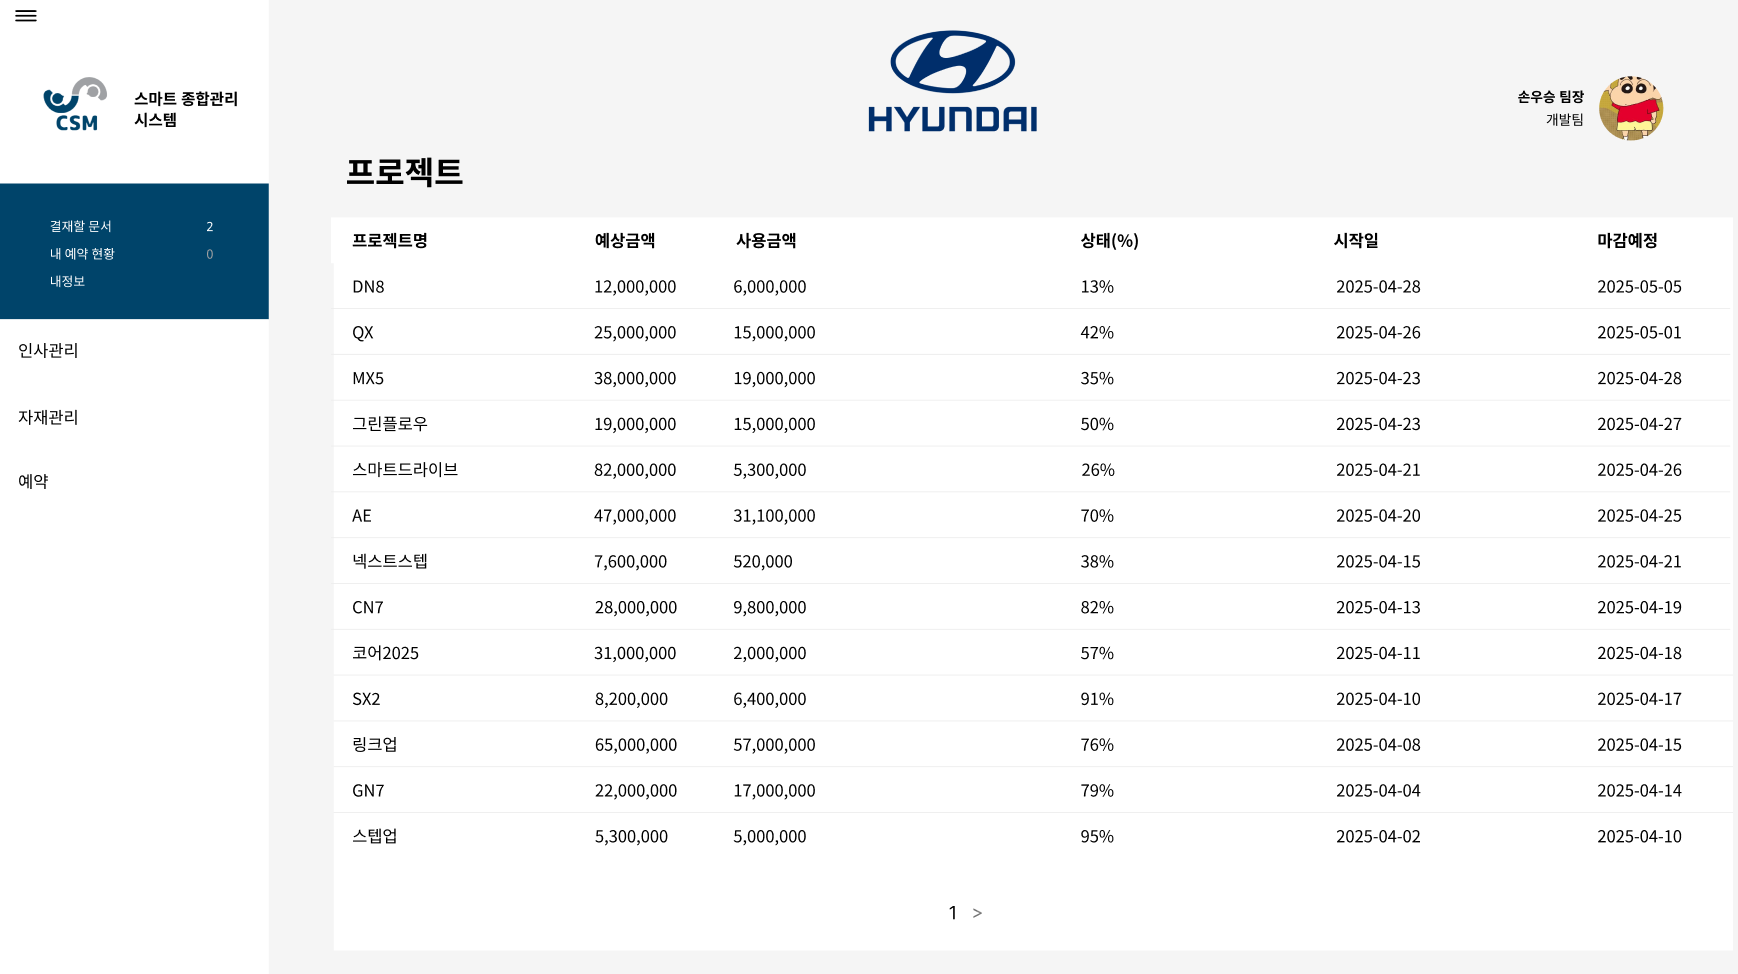 CSM
스마트 종합관리
시스템
결재할 문서 2
내 예약 현황 0
내정보
인사관리
자재관리
예약
HYUNDAI
손우승 팀장
개발팀
프로젝트
프로젝트명 예상금액 사용금액 상태(%) 시작일 마감예정
DN8 12,000,000 6,000,000 13% 2025-04-28 2025-05-05
QX 25,000,000 15,000,000 42% 2025-04-26 2025-05-01
MX5 38,000,000 19,000,000 35% 2025-04-23 2025-04-28
그린플로우 19,000,000 15,000,000 50% 2025-04-23 2025-04-27
스마트드라이브 82,000,000 5,300,000 26% 2025-04-21 2025-04-26
AE 47,000,000 31,100,000 70% 2025-04-20 2025-04-25
넥스트스텝 7,600,000 520,000 38% 2025-04-15 2025-04-21
CN7 28,000,000 9,800,000 82% 2025-04-13 2025-04-19
코어2025 31,000,000 2,000,000 57% 2025-04-11 2025-04-18
SX2 8,200,000 6,400,000 91% 2025-04-10 2025-04-17
링크업 65,000,000 57,000,000 76% 2025-04-08 2025-04-15
GN7 22,000,000 17,000,000 79% 2025-04-04 2025-04-14
스텝업 5,300,000 5,000,000 95% 2025-04-02 2025-04-10
1 >